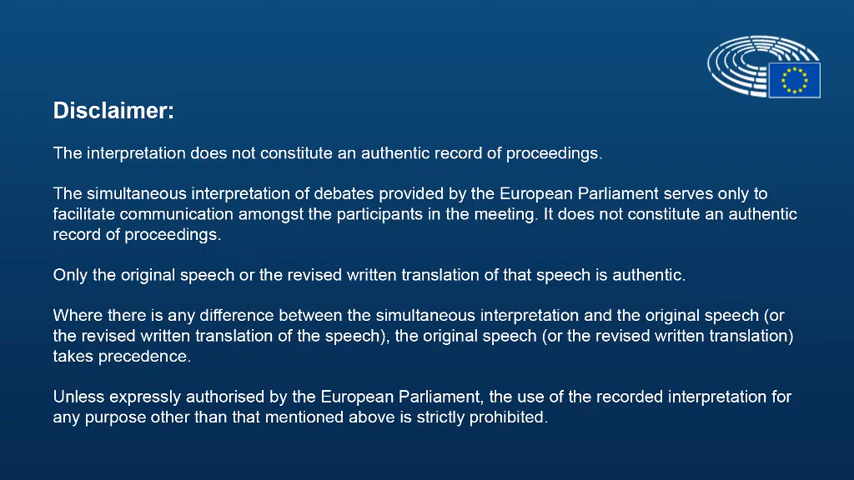 Disclaimer:
The interpretation does not constitute an authentic record of proceedings.
The simultaneous interpretation of debates provided by the European Parliament serves only to
facilitate communication amongst the participants in the meeting. It does not constitute an authentic
record of proceedings.
Only the original speech or the revised written translation of that speech is authentic.
Where there is any difference between the simultaneous interpretation and the original speech (or
the revised written translation of the speech), the original speech (or the revised written translation)
takes precedence.
Unless expressly authorised by the European Parliament, the use of the recorded interpretation for
any purpose other than that mentioned above is strictly prohibited.